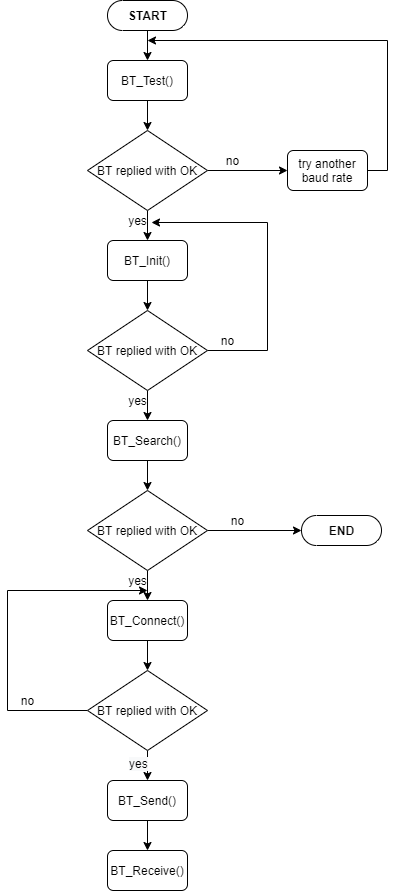 START
BT_Test()
BT replied with OK
no
try another
baud rate
yes
BT_Init()
BT replied with OK
no
yes
BT_Search()
BT replied with OK
no
END
yes
BT_Connect()
BT replied with OK
no
yes
BT_Send()
BT_Receive()